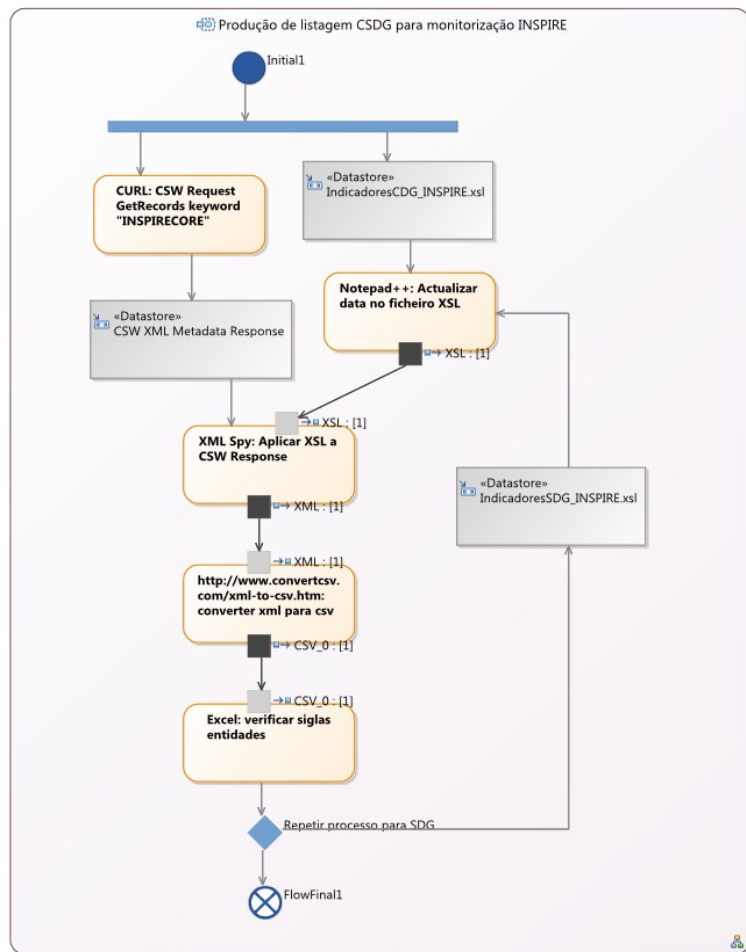 Produção de listagem CSDG para monitorização INSPIRE
Initial1
CURL: CSW Request
GetRecords keyword
"INSPIRECORE"
«Datastore»
IndicadoresCDG_INSPIRE.xsl
Notepad++: Actualizar
data no ficheiro XSL
«Datastore»
CSW XML Metadata Response
XSL : [1]
XSL : [1]
XML Spy: Aplicar XSL a
CSW Response
XML : [1]
«Datastore»
IndicadoresSDG_INSPIRE.xsl
XML : [1]
http://www.convertcsv.
com/xml-to-csv.htm:
converter xml para csv
CSV_0 : [1]
CSV_0 : [1]
Excel: verificar siglas
entidades
Repetir processo para SDG
FlowFinal1